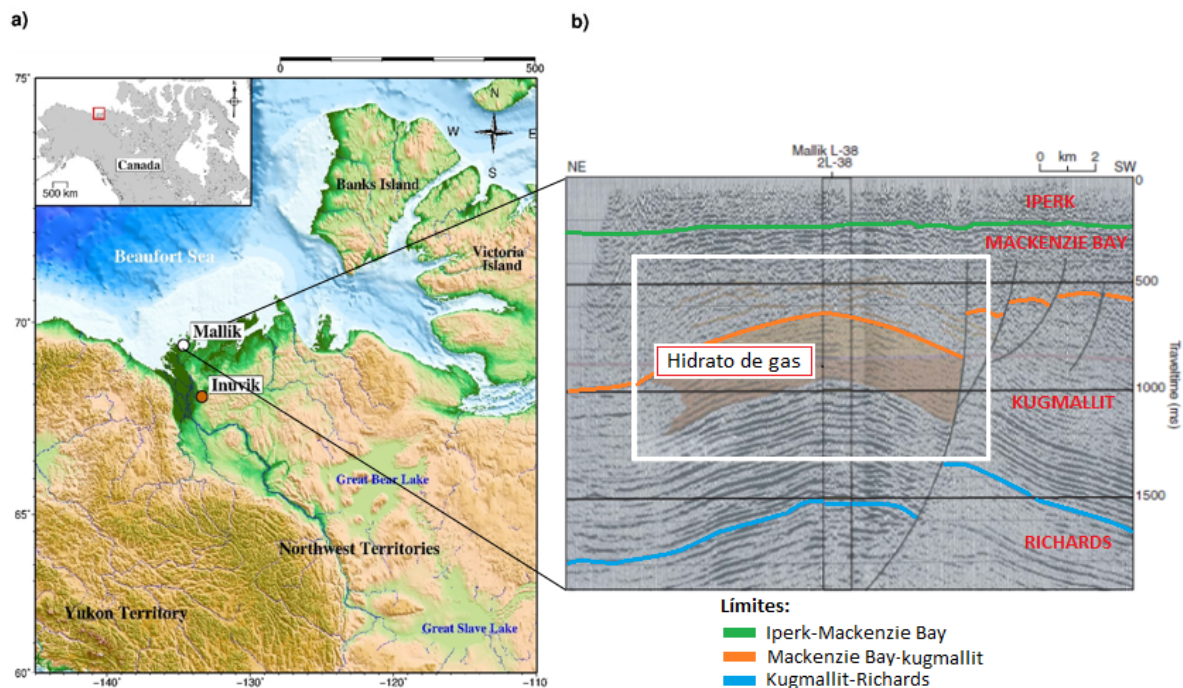 a)
b)
0
500
75°
70°
65°
60°
−140°
−130°
−120°
−110°
Canada
500 km
N
W
E
S
Banks Island
Victoria
Island
Beaufort Sea
Mallik
Inuvik
Great Bear Lake
Northwest Territories
Yukon Territory
Great Slave Lake
Mallik L-38
2L-38
0 km 2
NE
SW
0
500
1000
1500
Traveltime (ms)
IPERK
MACKENZIE BAY
Hidrato de gas
KUGMALLIT
RICHARDS
Límites:
Iperk-Mackenzie Bay
Mackenzie Bay-kugmallit
Kugmallit-Richards